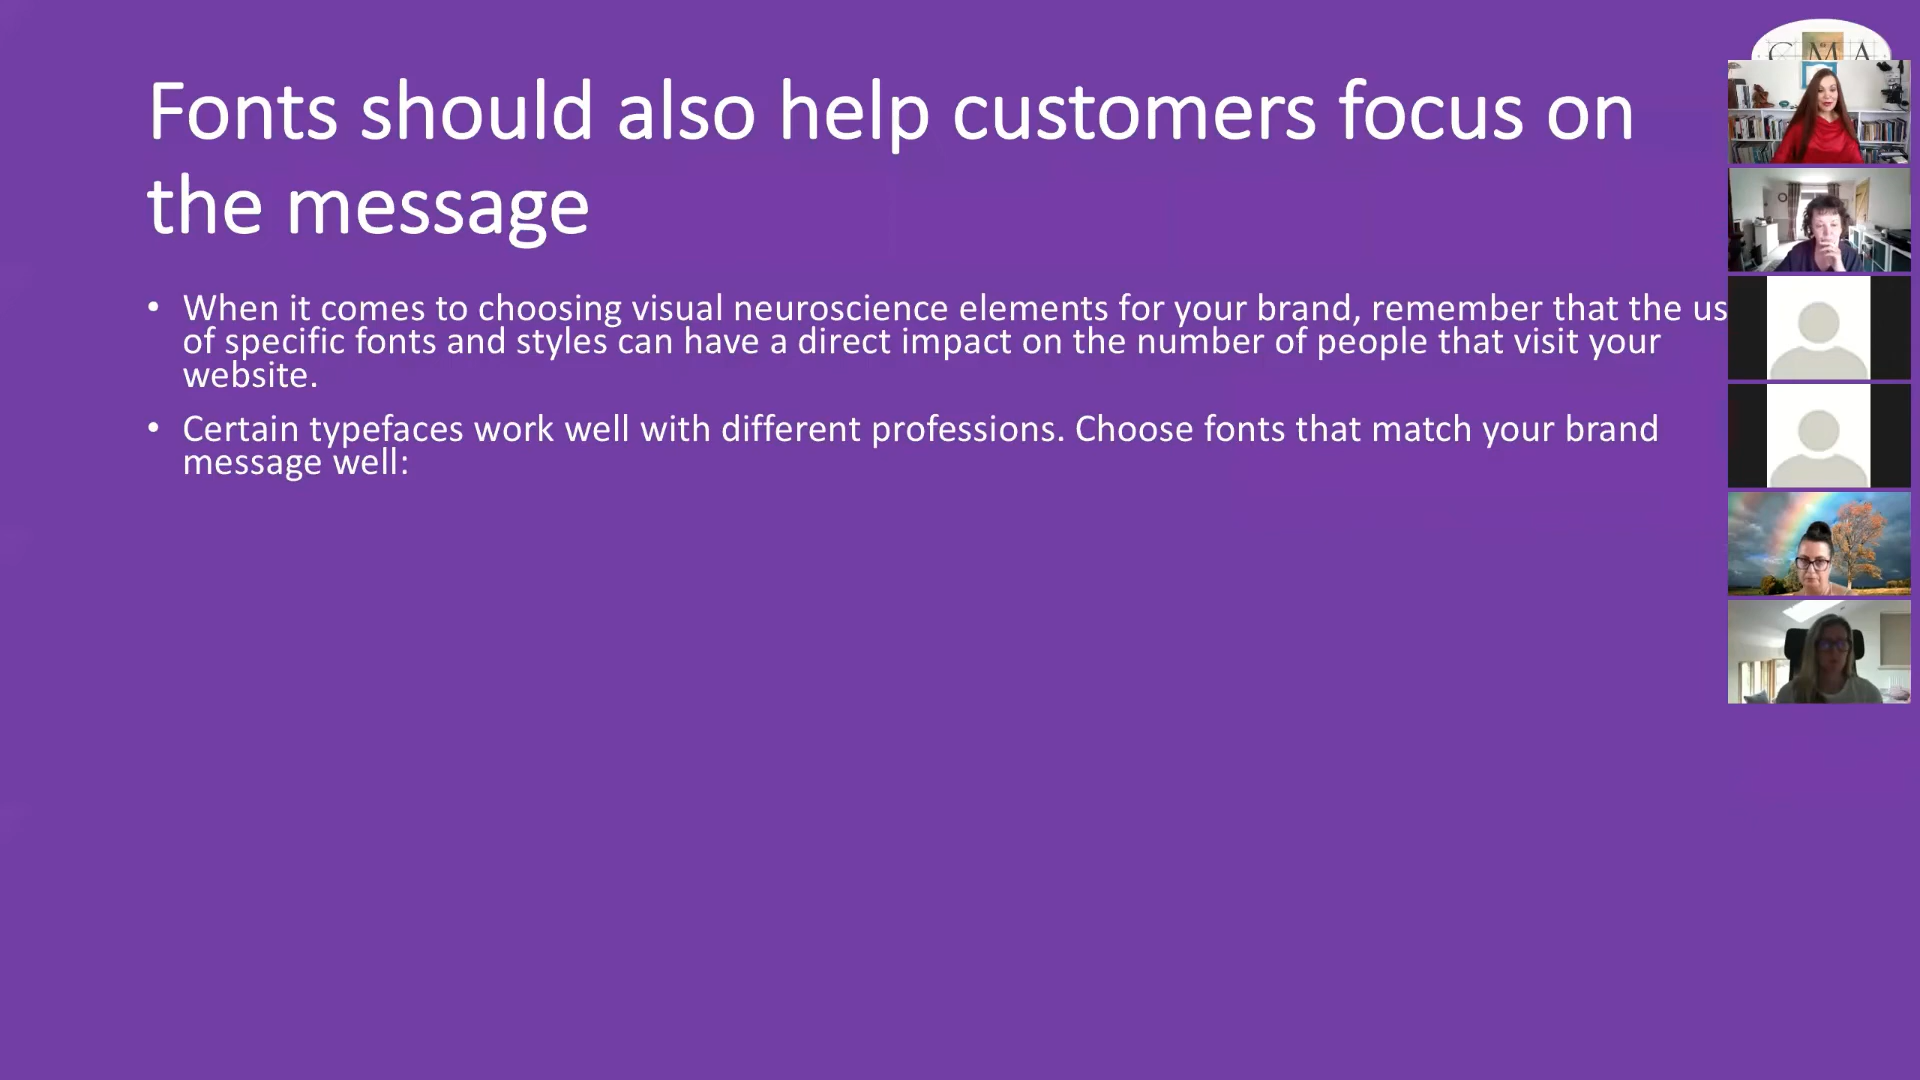 CMA
Fonts should also help customers focus on
the message
• When it comes to choosing visual neuroscience elements for your brand, remember that the us
of specific fonts and styles can have a direct impact on the number of people that visit your
website.
• Certain typefaces work well with different professions. Choose fonts that match your brand
message well: